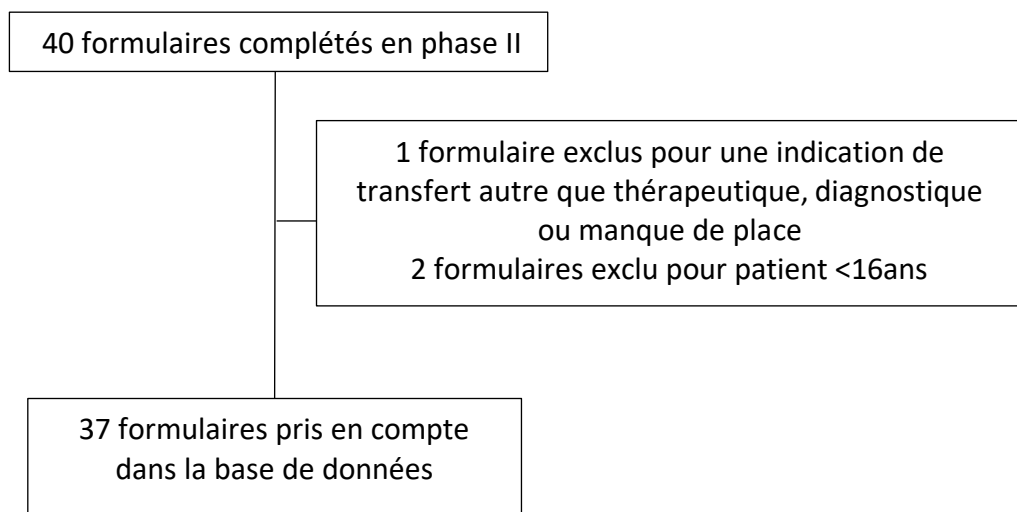 40 formulaires complétés en phase II
1 formulaire exclus pour une indication de
transfert autre que thérapeutique, diagnostique
ou manque de place
2 formulaires exclu pour patient <16ans
37 formulaires pris en compte
dans la base de données